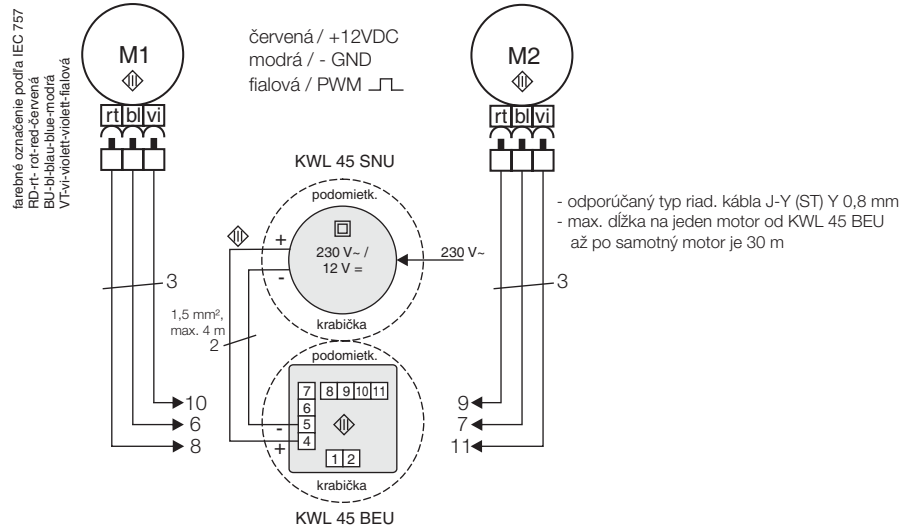 farebné označenie podľa IEC 757
RD-rt- rot-red-červená
BU-bl-blau-blue-modrá
VT-vi-violett-fialová
M1
rt bl vi
červená / +12VDC
modrá / - GND
fialová / PWM
M2
rt bl vi
- odporúčaný typ riad. kábla J-Y (ST) Y 0,8 mm
- max. dĺžka na jeden motor od KWL 45 BEU
až po samotný motor je 30 m
KWL 45 SNU
podomietk.
+
230 V~ /
12 V =
-
230 V~
krabička
3
3
1,5 mm²,
max. 4 m
2
podomietk.
7 8 9 10 11
6
- 5
+ 4
1 2
krabička
KWL 45 BEU
10
6
8
9
7
11